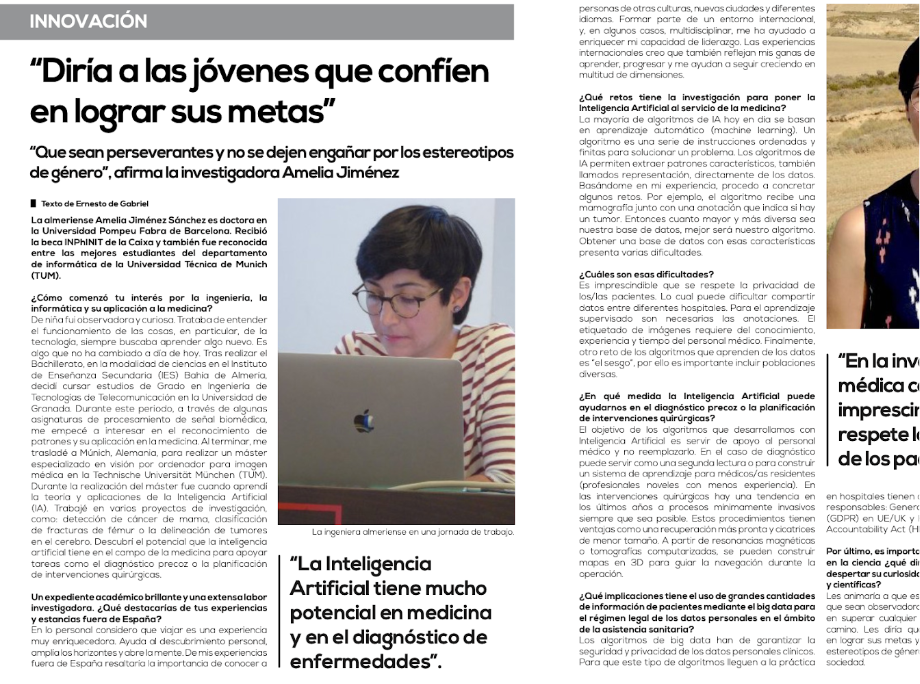 INNOVACIÓN
“Diría a las jóvenes que confíen
en lograr sus metas”
“Que sean perseverantes y no se dejen engañar por los estereotipos
de género”, afirma la investigadora Amelia Jiménez
Texto de Ernesto de Gabriel
La almeriense Amelia Jiménez Sánchez es doctora en
la Universidad Pompeu Fabra de Barcelona. Recibió
la beca INPhINIT de la Caixa y también fue reconocida
entre las mejores estudiantes del departamento
de informática de la Universidad Técnica de Munich
(TUM).
¿Cómo comenzó tu interés por la ingeniería, la
informática y su aplicación a la medicina?
De niña fui observadora y curiosa. Trataba de entender
el funcionamiento de las cosas, en particular, de la
tecnología, siempre buscaba aprender algo nuevo. Es
algo que no ha cambiado a día de hoy. Tras realizar el
Bachillerato, en la modalidad de ciencias en el Instituto
de Enseñanza Secundaria (IES) Bahía de Almería,
decidí cursar estudios de Grado en Ingeniería de
Tecnologías de Telecomunicación en la Universidad de
Granada. Durante este periodo, a través de algunas
asignaturas de procesamiento de señal biomédica,
me empecé a interesar en el reconocimiento de
patrones y su aplicación en la medicina. Al terminar, me
trasladé a Múnich, Alemania, para realizar un máster
especializado en visión por ordenador para imagen
médica en la Technische Universität München (TUM).
Durante la realización del máster fue cuando aprendí
la teoría y aplicaciones de la Inteligencia Artificial
(IA). Trabajé en varios proyectos de investigación,
como: detección de cáncer de mama, clasificación
de fracturas de fémur o la delineación de tumores
en el cerebro. Descubrí el potencial que la inteligencia
artificial tiene en el campo de la medicina para apoyar
tareas como el diagnóstico precoz o la planificación
de intervenciones quirúrgicas.
Un expediente académico brillante y una extensa labor
investigadora. ¿Qué destacarías de tus experiencias
y estancias fuera de España?
En lo personal considero que viajar es una experiencia
muy enriquecedora. Ayuda al descubrimiento personal,
amplia los horizontes y abre la mente. De mis experiencias
fuera de España resaltaría la importancia de conocer a
La ingeniera almeriense en una jornada de trabajo.
“La Inteligencia
Artificial tiene mucho
potencial en medicina
y en el diagnóstico de
enfermedades”.
personas de otras culturas, nuevas ciudades y diferentes
idiomas. Formar parte de un entorno internacional,
y, en algunos casos, multidisciplinar, me ha ayudado a
enriquecer mi capacidad de liderazgo. Las experiencias
internacionales creo que también reflejan mis ganas de
aprender, progresar y me ayudan a seguir creciendo en
multitud de dimensiones.
¿Qué retos tiene la investigación para poner la
Inteligencia Artificial al servicio de la medicina?
La mayoría de algoritmos de IA hoy en día se basan
en aprendizaje automático (machine learning). Un
algoritmo es una serie de instrucciones ordenadas y
finitas para solucionar un problema. Los algoritmos de
IA permiten extraer patrones característicos, también
llamados representación, directamente de los datos.
Basándome en mi experiencia, procedo a concretar
algunos retos. Por ejemplo, el algoritmo recibe una
mamografía junto con una anotación que indica si hay
un tumor. Entonces cuanto mayor y más diversa sea
nuestra base de datos, mejor será nuestro algoritmo.
Obtener una base de datos con esas características
presenta varias dificultades.
¿Cuáles son esas dificultades?
Es imprescindible que se respete la privacidad de
los/las pacientes. Lo cual puede dificultar compartir
datos entre diferentes hospitales. Para el aprendizaje
supervisado son necesarias las anotaciones. El
etiquetado de imágenes requiere del conocimiento,
experiencia y tiempo del personal médico. Finalmente,
otro reto de los algoritmos que aprenden de los datos
es “el sesgo”, por ello es importante incluir poblaciones
diversas.
¿En qué medida la Inteligencia Artificial puede
ayudarnos en el diagnóstico precoz o la planificación
de intervenciones quirúrgicas?
El objetivo de los algoritmos que desarrollamos con
Inteligencia Artificial es servir de apoyo al personal
médico y no reemplazarlo. En el caso de diagnóstico
puede servir como una segunda lectura o para construir
un sistema de aprendizaje para médicos/as residentes
(profesionales noveles con menos experiencia). En
las intervenciones quirúrgicas hay una tendencia en
los últimos años a procesos mínimamente invasivos
siempre que sea posible. Estos procedimientos tienen
ventajas como una recuperación más pronta y cicatrices
de menor tamaño. A partir de resonancias magnéticas
o tomografías computarizadas, se pueden construir
mapas en 3D para guiar la navegación durante la
operación.
¿Qué implicaciones tiene el uso de grandes cantidades
de información de pacientes mediante el big data para
el régimen legal de los datos personales en el ámbito
de la asistencia sanitaria?
Los algoritmos de big data han de garantizar la
seguridad y privacidad de los datos personales clínicos.
Para que este tipo de algoritmos lleguen a la práctica
“En la inv
médica c
imprescin
respete l
de los pa
en hospitales tienen
responsables: Genera
(GDPR) en UE/UK y
Accountability Act (H
Por último, es importa
en la ciencia ¿qué di
despertar su curiosida
y científicas?
Les animaría a que es
que sean observadora
en superar cualquier
camino. Les diría qu
en lograr sus metas y
estereotipos de géner
sociedad.